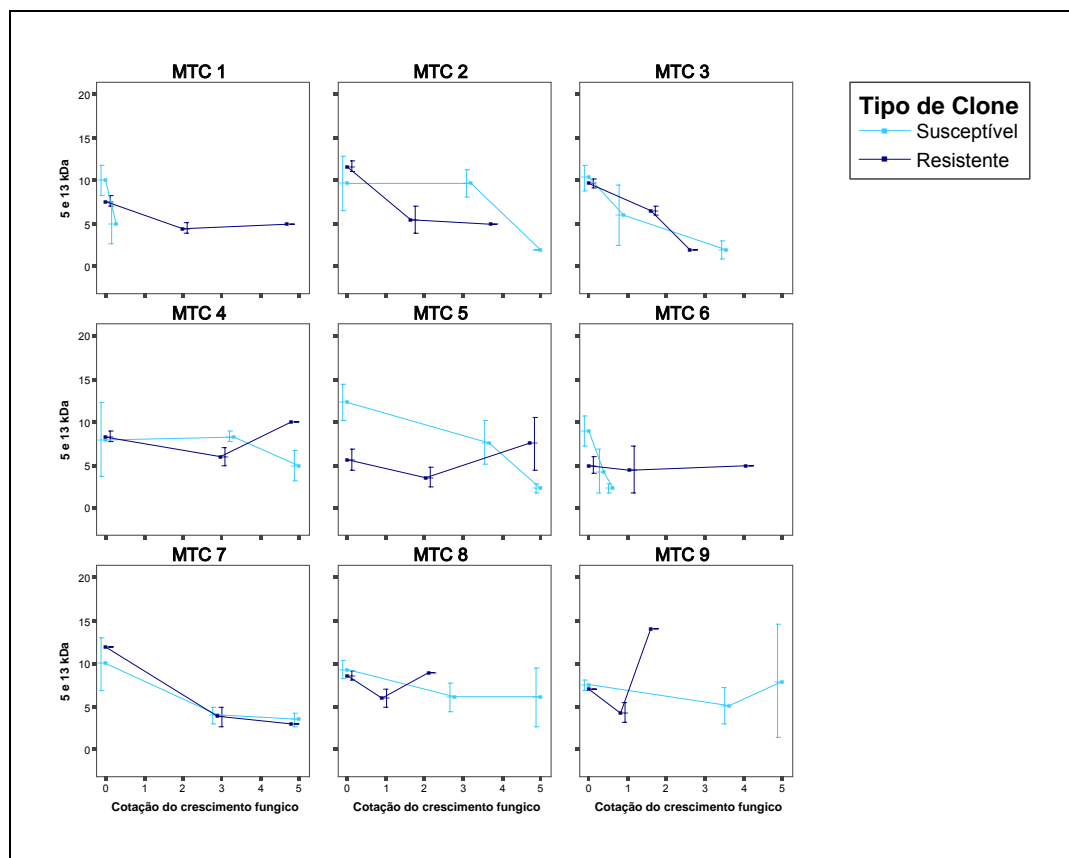 MTC 1 MTC 2 MTC 3
Tipo de Clone
Susceptível
Resistente
20
15
10
5
0
5 e 13 kDa
MTC 4 MTC 5 MTC 6
20
15
10
5
0
5 e 13 kDa
MTC 7 MTC 8 MTC 9
20
15
10
5
0
5 e 13 kDa
0 1 2 3 4 5 0 1 2 3 4 5 0 1 2 3 4 5
Cotação do crescimento fungico Cotação do crescimento fungico Cotação do crescimento fungico